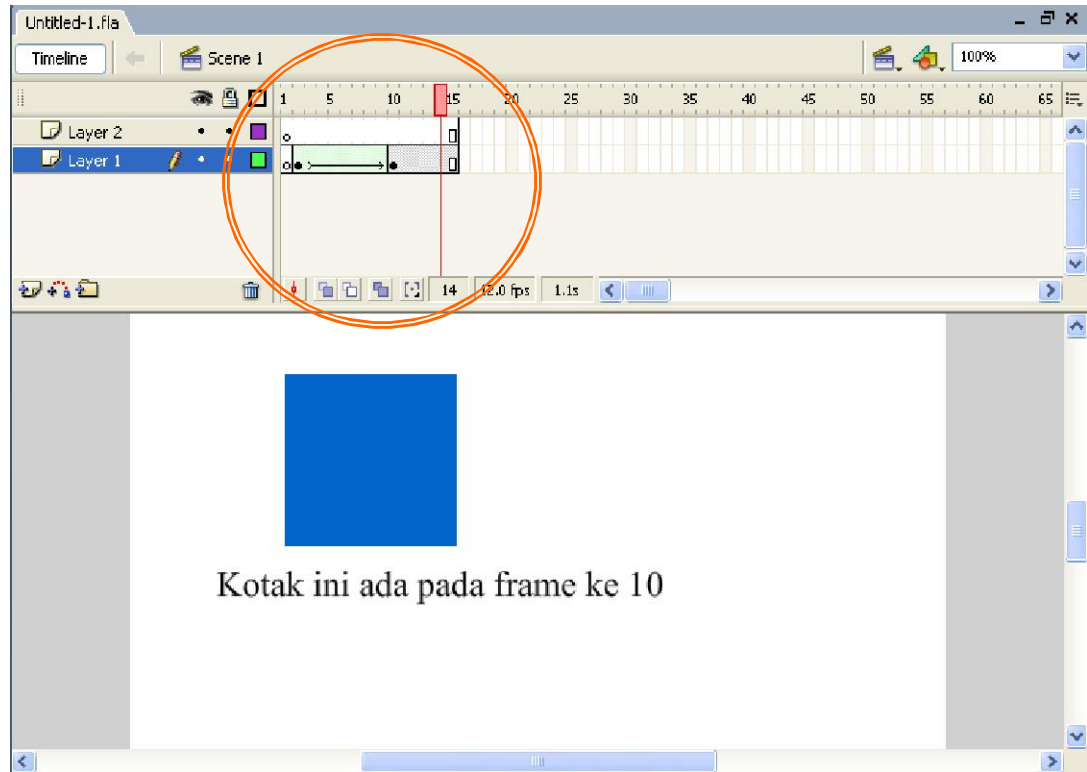 Untitled-1.fla
Timeline Scene 1 100%
1 5 10 15 20 25 30 35 40 45 50 55 60 65
Layer 2
Layer 1
14 12.0 fps 1.1s
Kotak ini ada pada frame ke 10